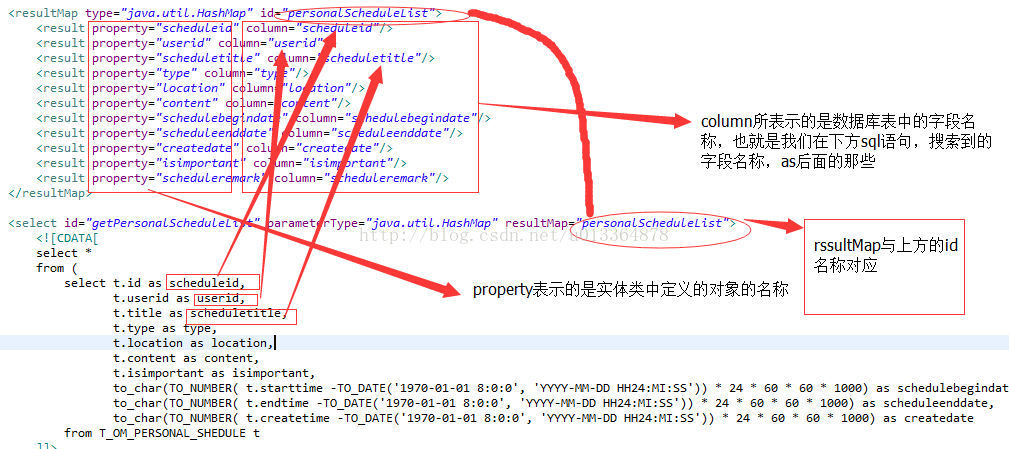 <resultMap type="java.util.HashMap" id="personalScheduleList">
<result property="scheduleid" column="scheduleid"/>
<result property="userid" column="userid"/>
<result property="scheduletitle" column="scheduletitle"/>
<result property="type" column="type"/>
<result property="location" column="location"/>
<result property="content" column="content"/>
<result property="schedulebegindate" column="schedulebegindate"/>
<result property="scheduleenddate" column="scheduleenddate"/>
<result property="createdate" column="createdate"/>
<result property="isimportant" column="isimportant"/>
<result property="scheduleremark" column="scheduleremark"/>
</resultMap>
column所表示的是数据库表中的字段名
称，也就是我们在下方sql语句，搜索到的
字段名称，as后面的那些
<select id="getPersonalScheduleList" parameterType="java.util.HashMap" resultMap="personalScheduleList">
http://blog.csdn.net/u013364878
<![CDATA[
select *
from (
select t.id as scheduleid,
t.userid as userid,
t.title as scheduletitle,
t.type as type,
t.location as location,
t.content as content,
t.isimportant as isimportant,
to_char(TO_NUMBER( t.starttime -TO_DATE('1970-01-01 8:0:0', 'YYYY-MM-DD HH24:MI:SS')) * 24 * 60 * 60 * 1000) as schedulebegindat
to_char(TO_NUMBER( t.endtime -TO_DATE('1970-01-01 8:0:0', 'YYYY-MM-DD HH24:MI:SS')) * 24 * 60 * 60 * 1000) as scheduleenddate,
to_char(TO_NUMBER( t.createtime -TO_DATE('1970-01-01 8:0:0', 'YYYY-MM-DD HH24:MI:SS')) * 24 * 60 * 60 * 1000) as createdate
from T_OM_PERSONAL_SHEDULE t
]]>
rssultMap与上方的id
名称对应
property表示的是实体类中定义的对象的名称